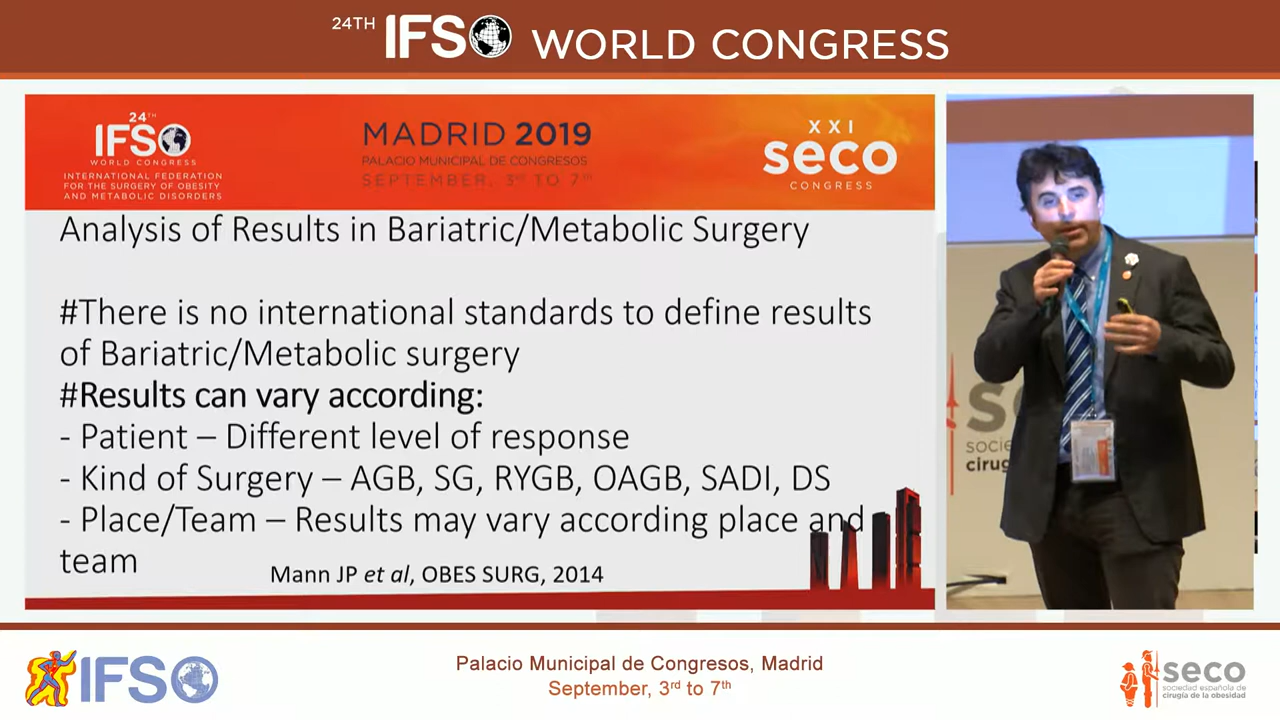 24TH IFSO WORLD CONGRESS
24TH
IFSO
WORLD CONGRESS
INTERNATIONAL FEDERATION
FOR THE SURGERY OF OBESITY
AND METABOLIC DISORDERS
MADRID 2019
PALACIO MUNICIPAL DE CONGRESOS
SEPTEMBER, 3RD TO 7TH
XXI
seco
CONGRESS
Analysis of Results in Bariatric/Metabolic Surgery
#There is no international standards to define results
of Bariatric/Metabolic surgery
#Results can vary according:
- Patient – Different level of response
- Kind of Surgery – AGB, SG, RYGB, OAGB, SADI, DS
- Place/Team – Results may vary according place and
team
Mann JP et al, OBES SURG, 2014
IFSO
Palacio Municipal de Congresos, Madrid
September, 3rd to 7th
seco
sociedad española de
cirugía de la obesidad